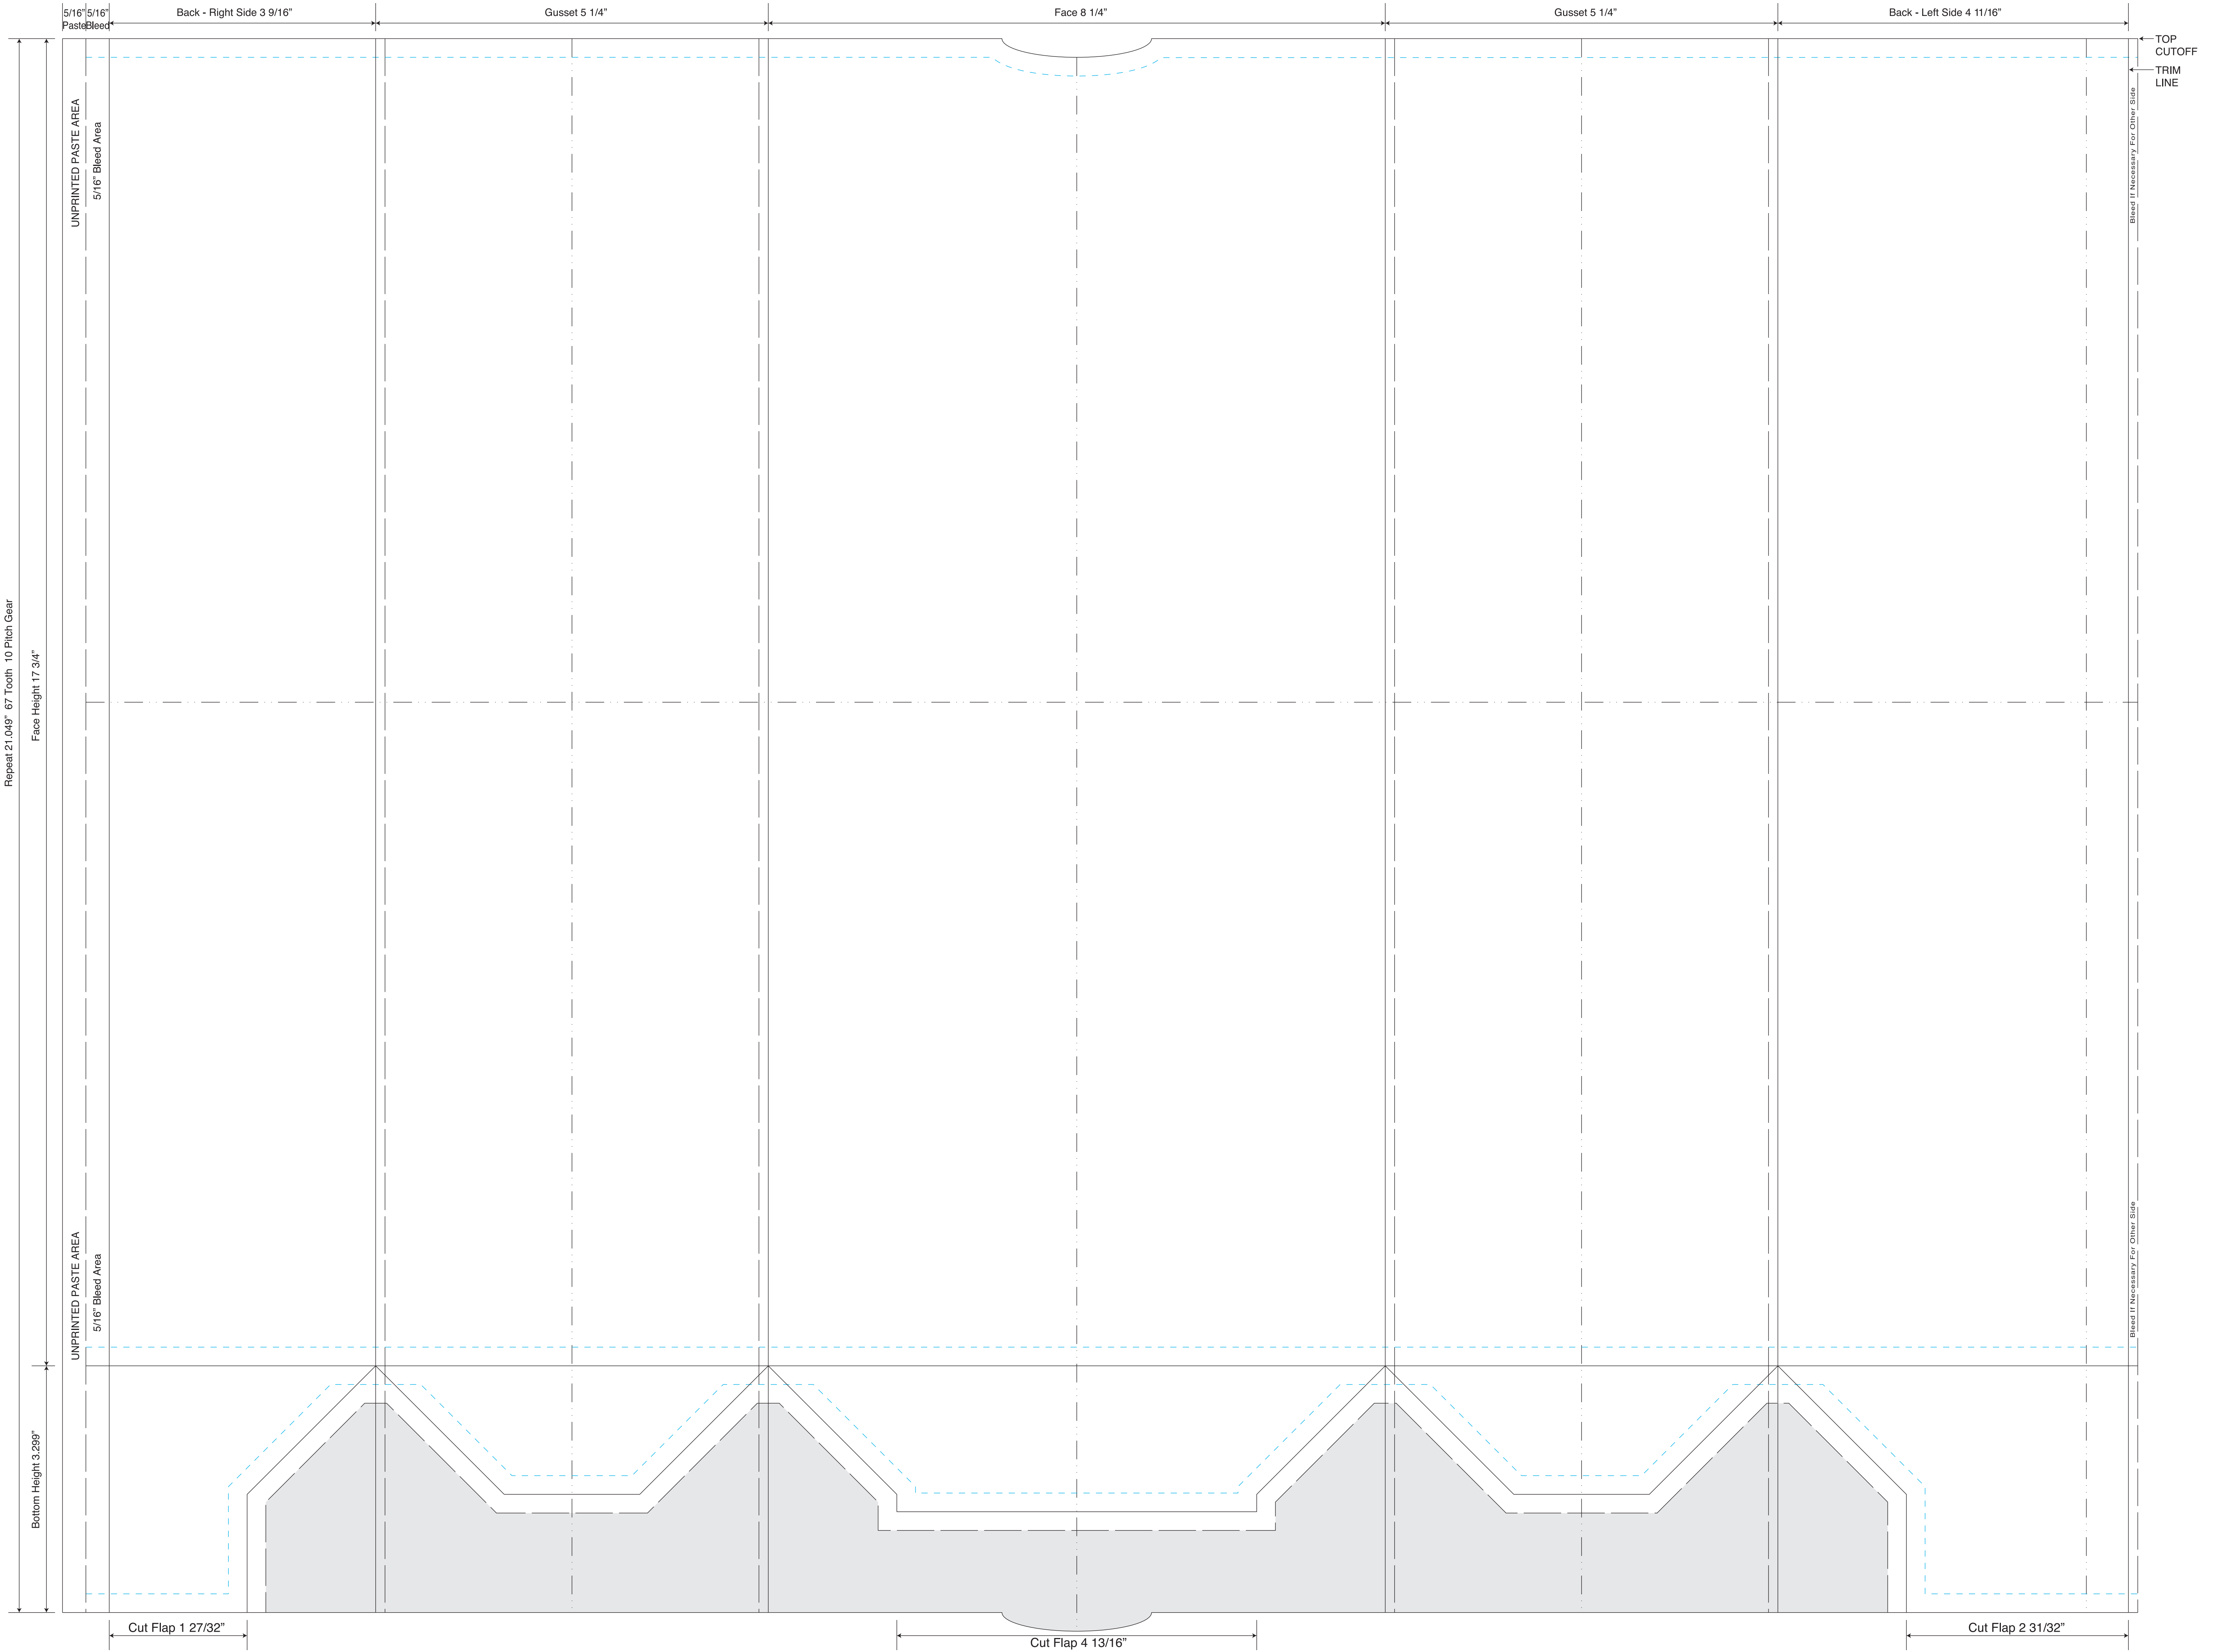 5/16” 5/16”
Paste Bleed
Back - Right Side 3 9/16”
Gusset 5 1/4”
Face 8 1/4”
Gusset 5 1/4”
Back - Left Side 4 11/16”
TOP
CUTOFF
TRIM
LINE
UNPRINTED PASTE AREA
5/16” Bleed Area
Bleed If Necessary For Other Side
Repeat 21.049”  67 Tooth  10 Pitch Gear
Face Height 17 3/4”
UNPRINTED PASTE AREA
5/16” Bleed Area
Bleed If Necessary For Other Side
Bottom Height 3.299”
Cut Flap 1 27/32”
Cut Flap 4 13/16”
Cut Flap 2 31/32”